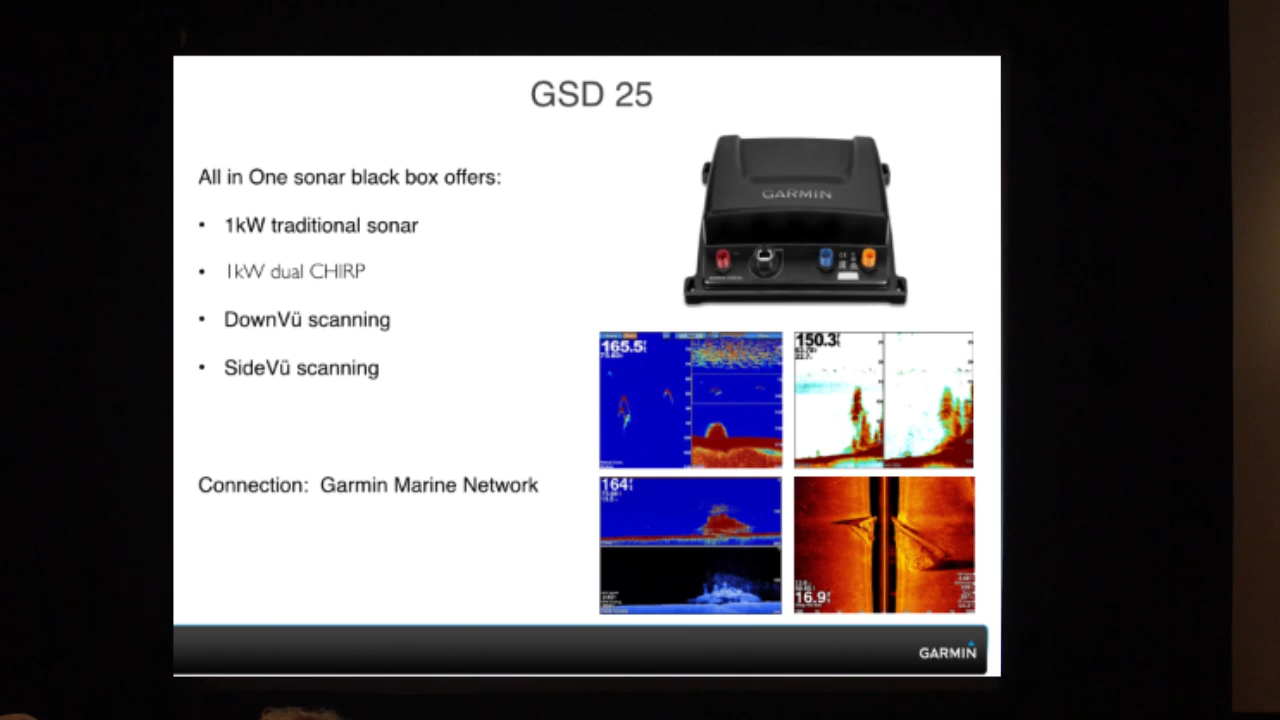 GSD 25
All in One sonar black box offers:
• 1kW traditional sonar
• 1kW dual CHIRP
• DownVü scanning
• SideVü scanning
Connection: Garmin Marine Network
GARMIN
165.5
150.3
164
16.9
GARMIN